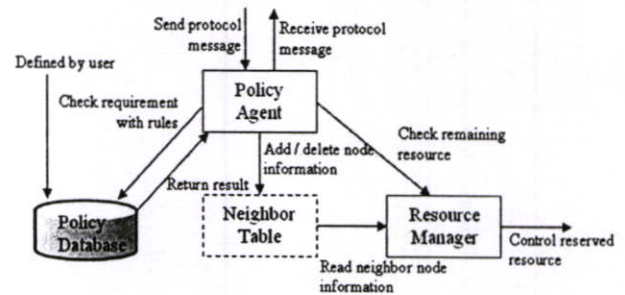 Send protocol
message
Receive protocol
message
Defined by user
Policy
Agent
Check requirement
with rules
Check remaining
resource
Add / delete node
information
Return result
Policy
Database
Neighbor
Table
Resource
Manager
Control reserved
resource
Read neighbor node
information